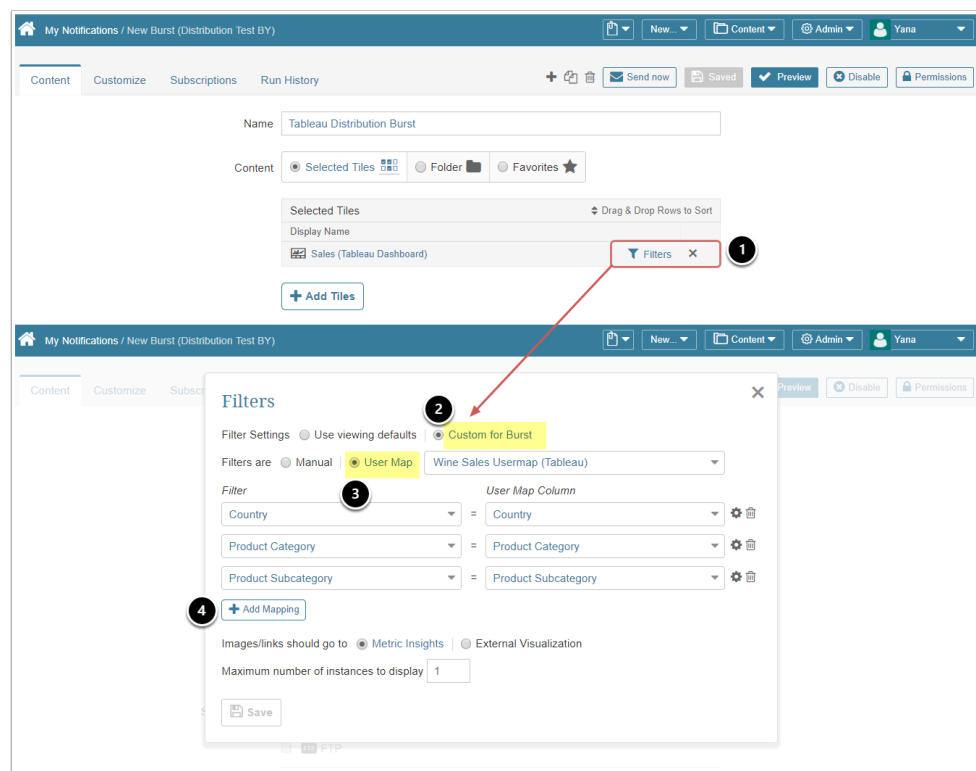 My Notifications / New Burst (Distribution Test BY)
New...
Content
Admin
Yana
Content
Customize
Subscriptions
Run History
Send now
Saved
Preview
Disable
Permissions
Name
Tableau Distribution Burst
Content
Selected Tiles
Folder
Favorites
Selected Tiles
Drag & Drop Rows to Sort
Display Name
Sales (Tableau Dashboard)
Filters
1
Add Tiles
My Notifications / New Burst (Distribution Test BY)
New...
Content
Admin
Yana
Content
Customize
Preview
Disable
Permissions
Filters
2
Filter Settings Use viewing defaults Custom for Burst
Filters are Manual User Map Wine Sales Usermap (Tableau)
3
Filter User Map Column
Country = Country
Product Category = Product Category
Product Subcategory = Product Subcategory
4
Add Mapping
Images/links should go to Metric Insights External Visualization
Maximum number of instances to display 1
Save
FTP